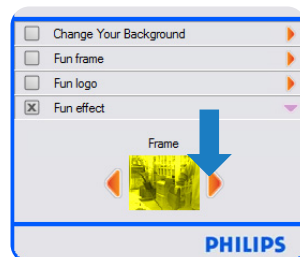 Change Your Background
Fun frame
Fun logo
Fun effect
Frame
PHILIPS